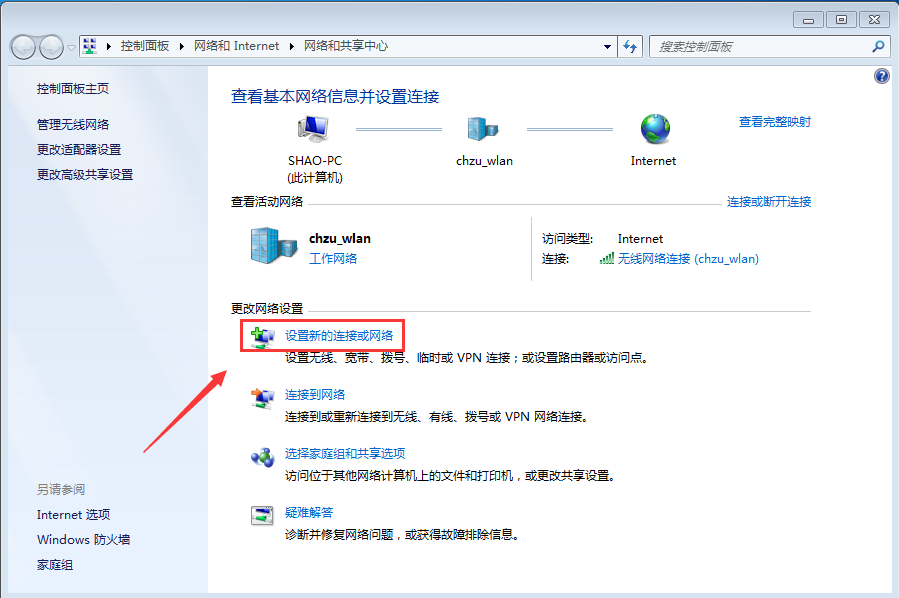 控制面板 网络和 Internet 网络和共享中心
搜索控制面板
控制面板主页
管理无线网络
更改适配器设置
更改高级共享设置
另请参阅
Internet 选项
Windows 防火墙
家庭组
查看基本网络信息并设置连接
SHAO-PC
(此计算机)
chzu_wlan
Internet
查看完整映射
查看活动网络
连接或断开连接
chzu_wlan
工作网络
访问类型: Internet
连接: 无线网络连接 (chzu_wlan)
更改网络设置
设置新的连接或网络
设置无线、宽带、拨号、临时或 VPN 连接；或设置路由器或访问点。
连接到网络
连接到或重新连接到无线、有线、拨号或 VPN 网络连接。
选择家庭组和共享选项
访问位于其他网络计算机上的文件和打印机，或更改共享设置。
疑难解答
诊断并修复网络问题，或获得故障排除信息。